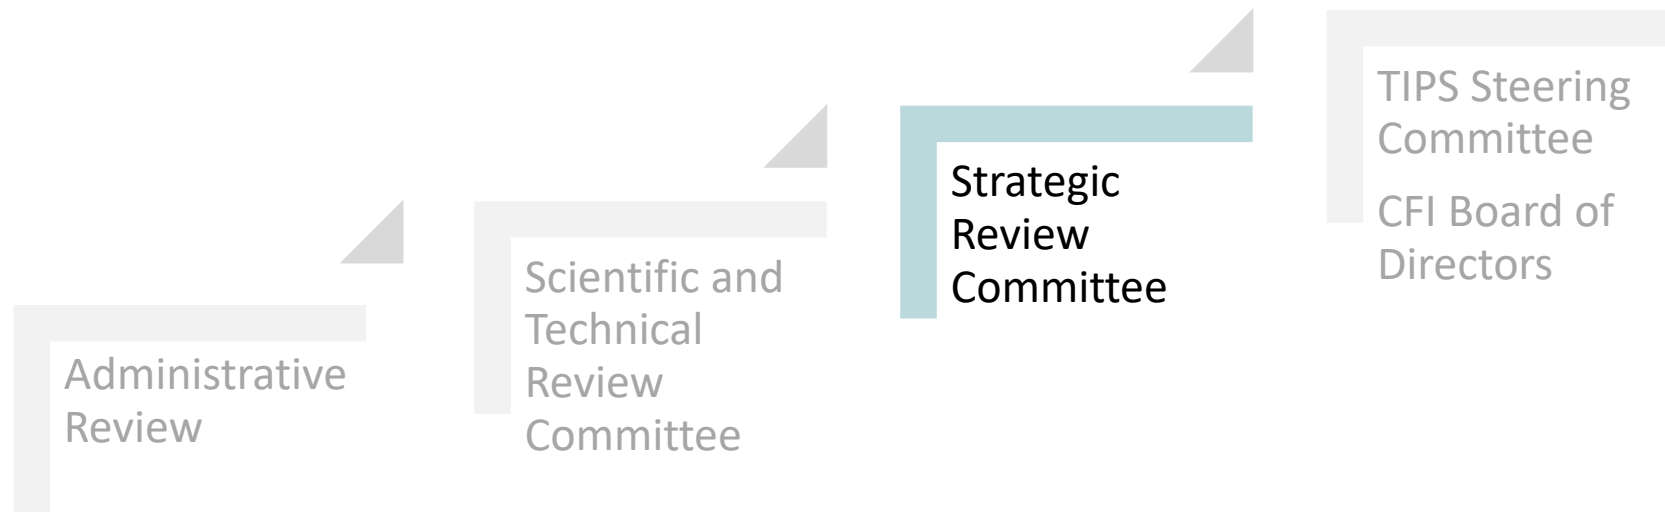 Administrative
Review
Scientific and
Technical
Review
Committee
Strategic
Review
Committee
TIPS Steering
Committee
CFI Board of
Directors